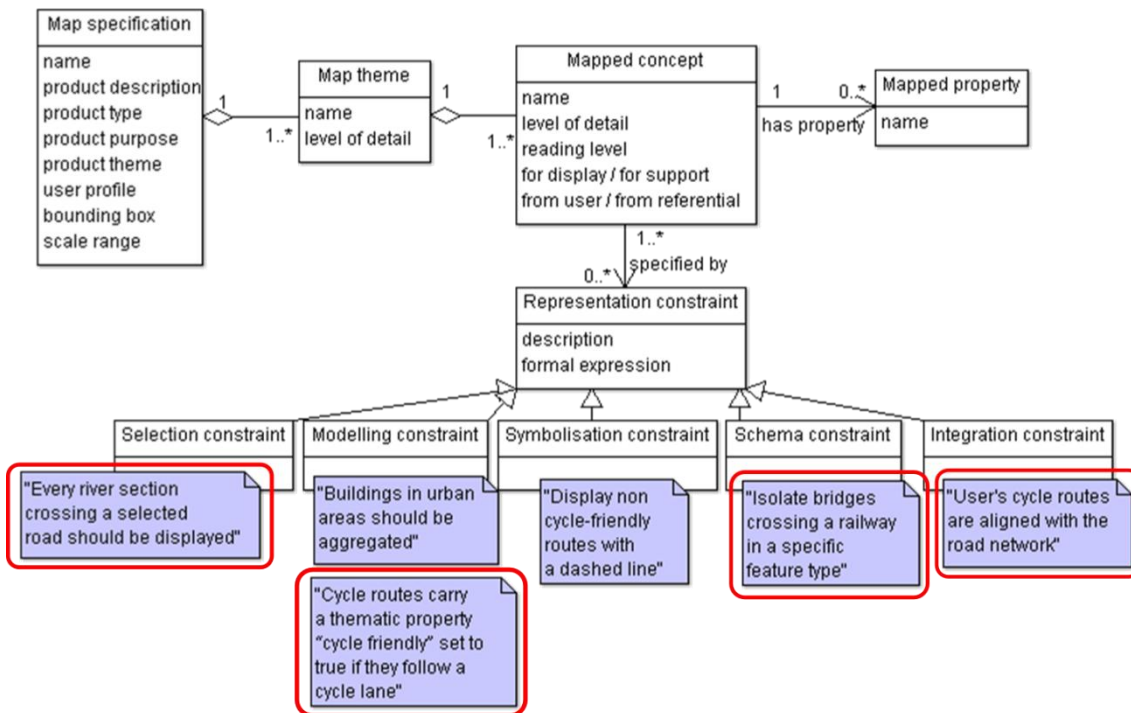 Map specification
name
product description
product type
product purpose
product theme
user profile
bounding box
scale range
1
1..*
Map theme
name
level of detail
1
1..*
Mapped concept
name
level of detail
reading level
for display / for support
from user / from referential
1
has property
0..*
Mapped property
name
1..*
specified by
0..*
Representation constraint
description
formal expression
Selection constraint
"Every river section
crossing a selected
road should be displayed"
Modelling constraint
"Buildings in urban
areas should be
aggregated"
"Cycle routes carry
a thematic property
“cycle friendly” set to
true if they follow a
cycle lane"
Symbolisation constraint
"Display non
cycle-friendly
routes with
a dashed line"
Schema constraint
"Isolate bridges
crossing a railway
in a specific
feature type"
Integration constraint
"User's cycle routes
are aligned with the
road network"